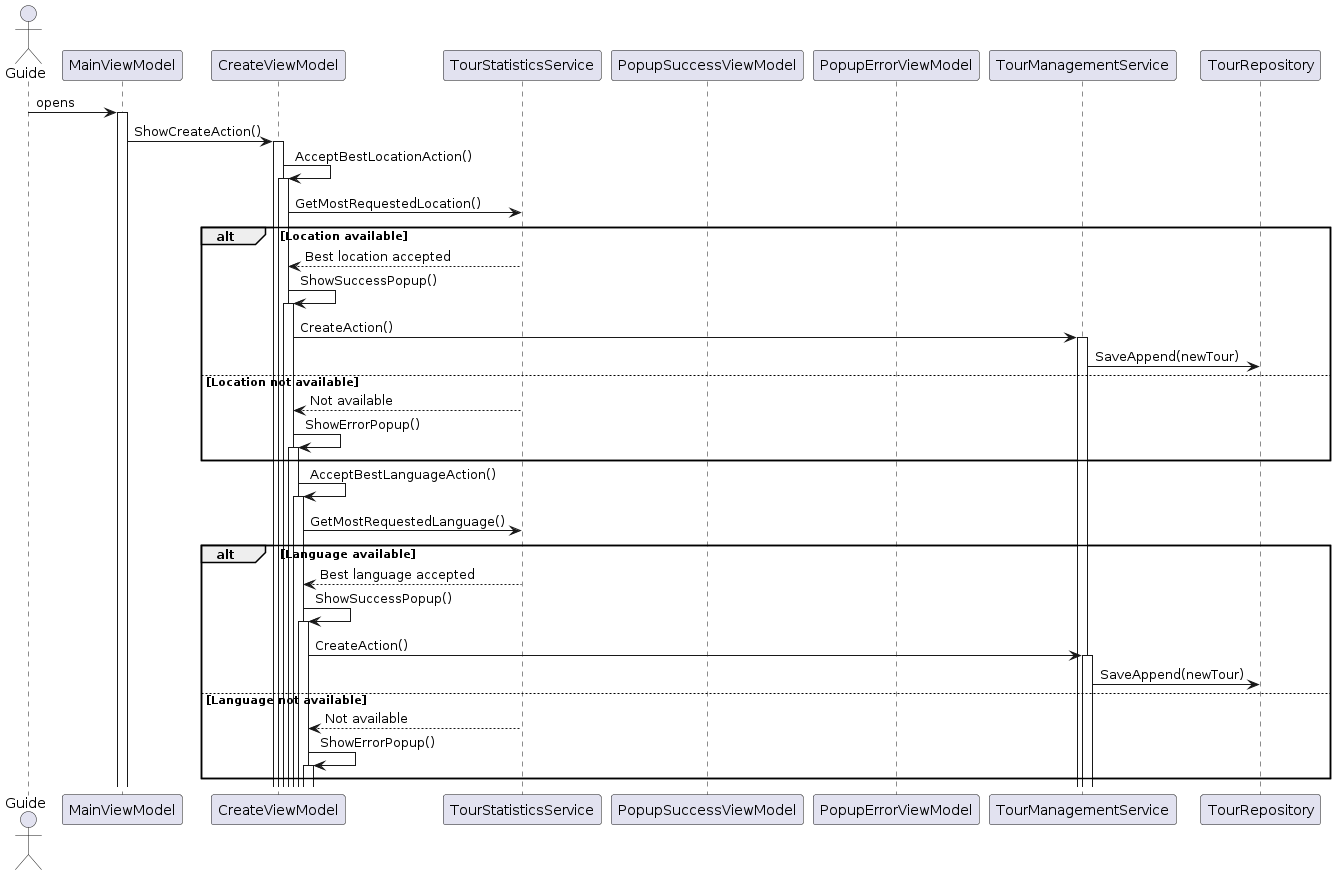 Guide
MainViewModel CreateViewModel TourStatisticsService PopupSuccessViewModel PopupErrorViewModel TourManagementService TourRepository
opens
ShowCreateAction()
AcceptBestLocationAction()
GetMostRequestedLocation()
alt [Location available]
Best location accepted
ShowSuccessPopup()
CreateAction()
SaveAppend(newTour)
[Location not available]
Not available
ShowErrorPopup()
AcceptBestLanguageAction()
GetMostRequestedLanguage()
alt [Language available]
Best language accepted
ShowSuccessPopup()
CreateAction()
SaveAppend(newTour)
[Language not available]
Not available
ShowErrorPopup()
Guide
MainViewModel CreateViewModel TourStatisticsService PopupSuccessViewModel PopupErrorViewModel TourManagementService TourRepository